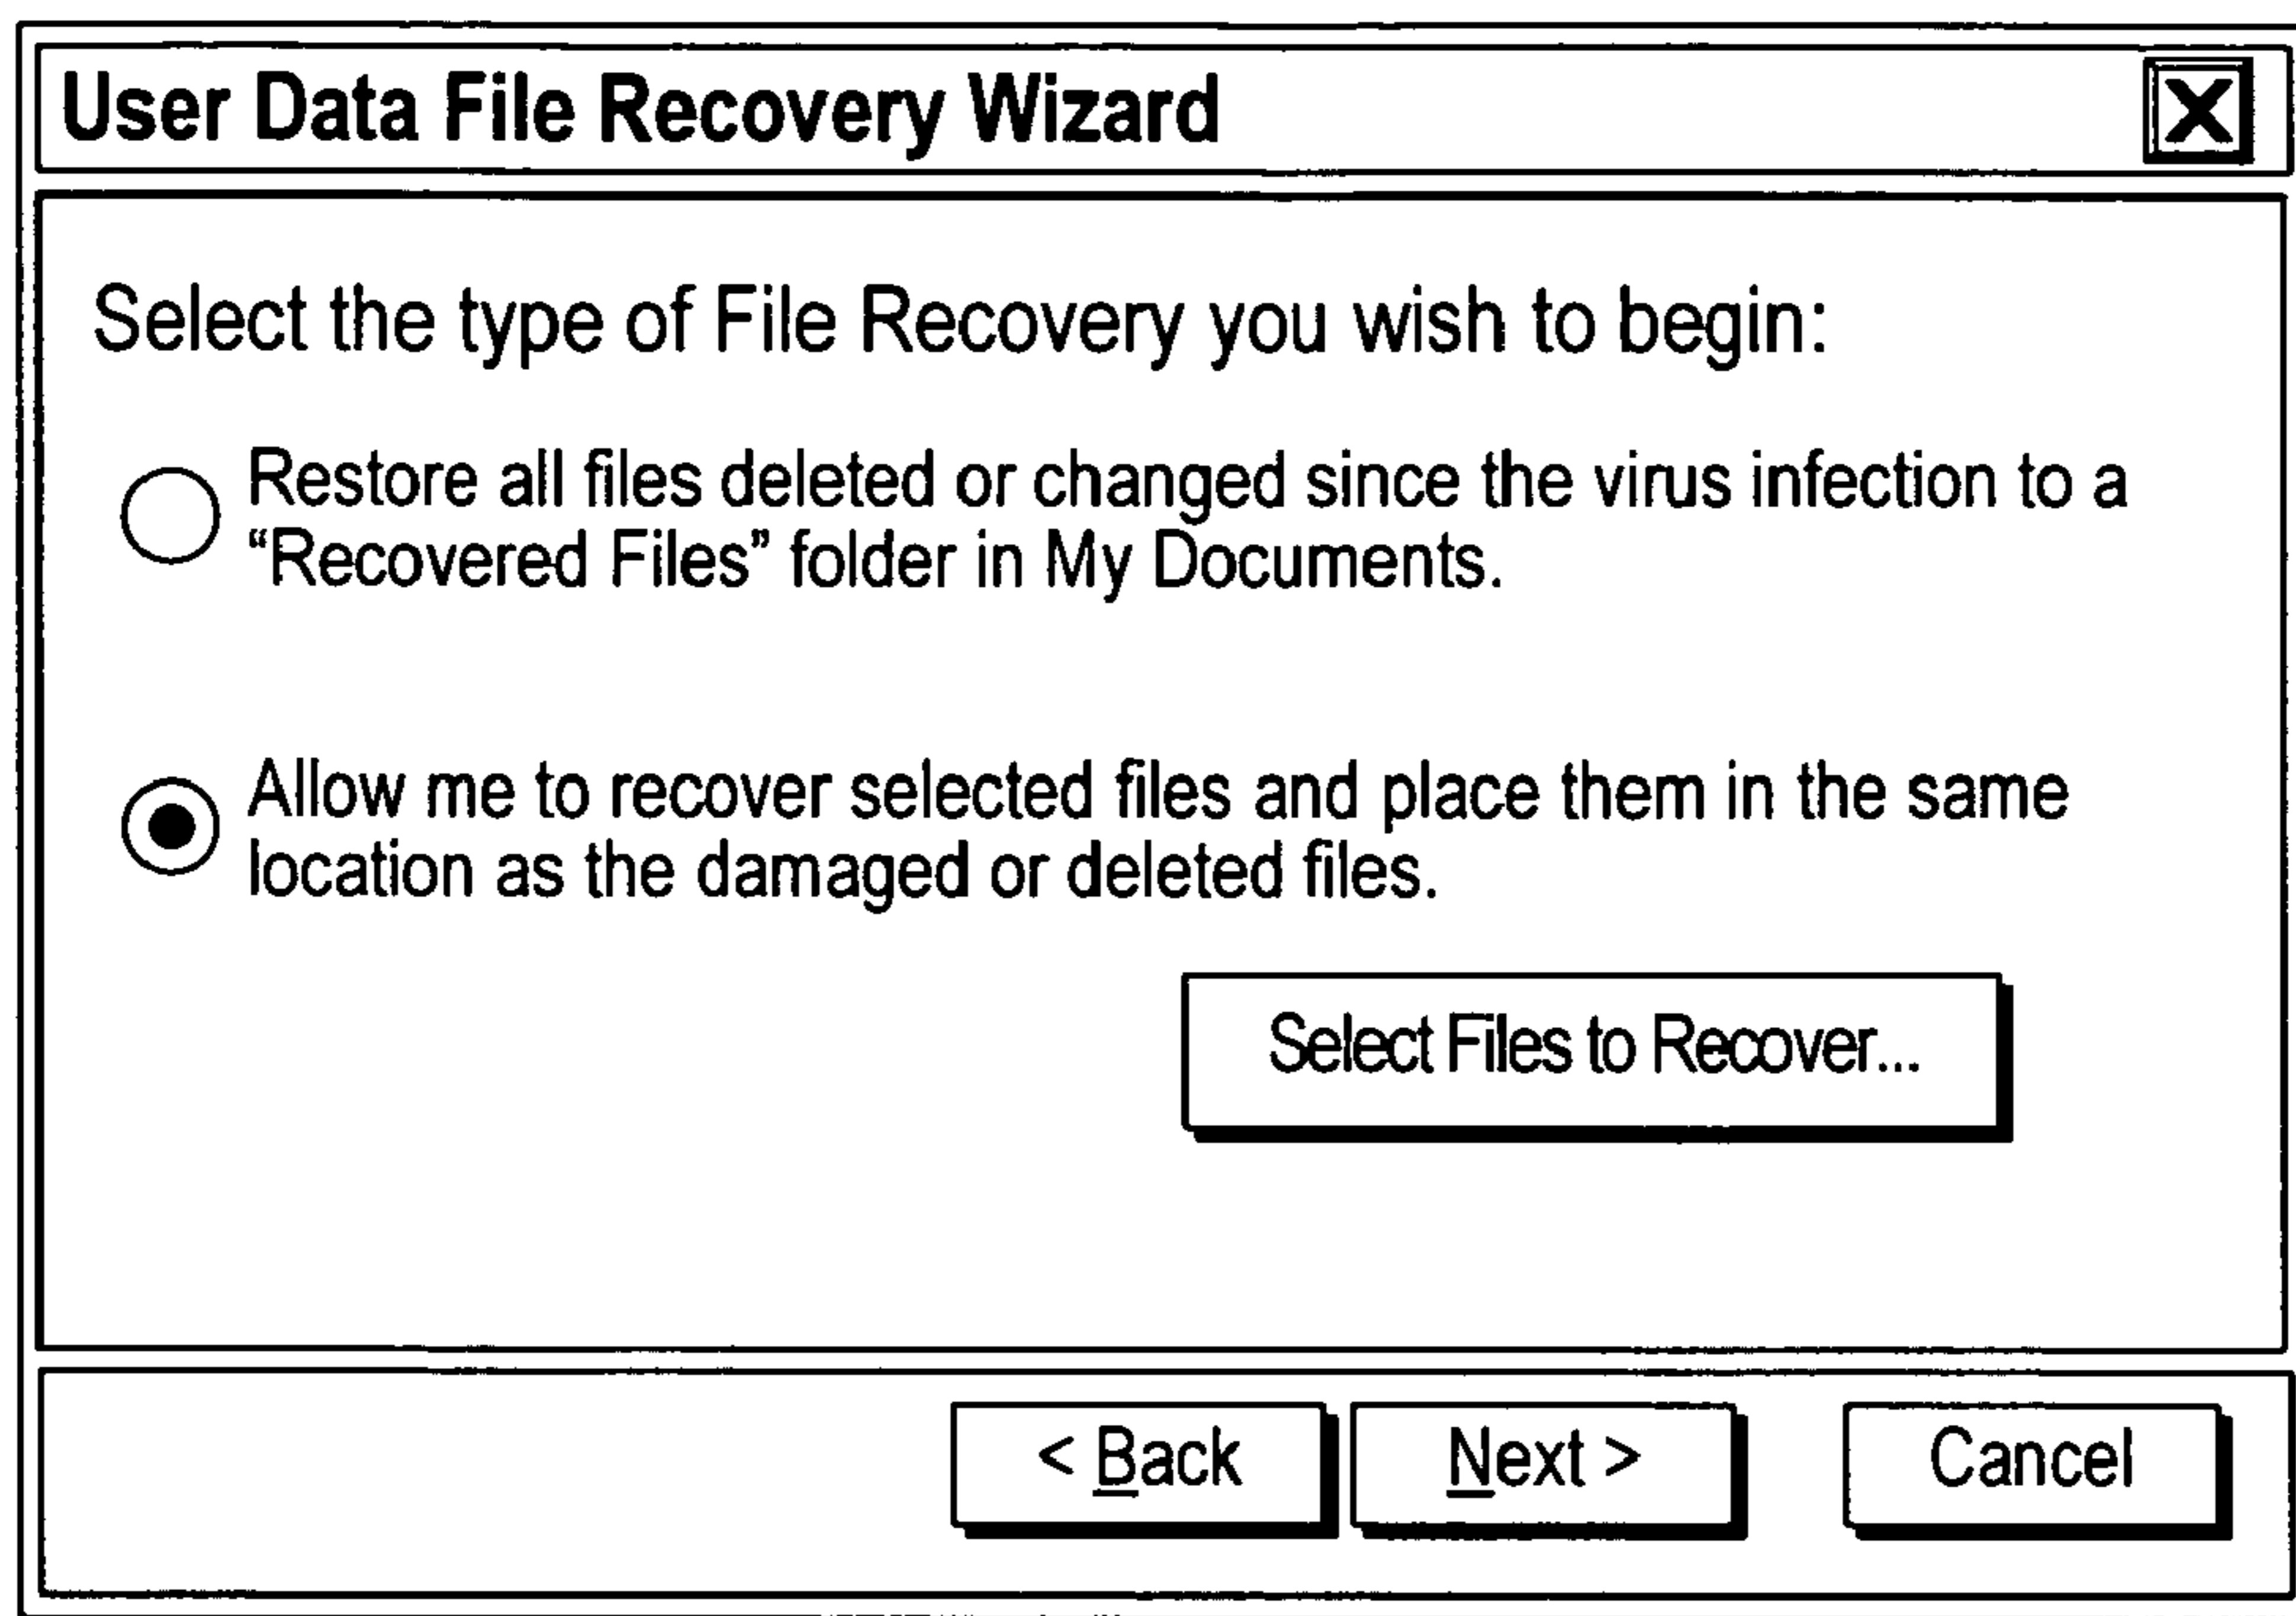 User Data File Recovery Wizard
X
Select the type of File Recovery you wish to begin:
Restore all files deleted or changed since the virus infection to a
“Recovered Files” folder in My Documents.
Allow me to recover selected files and place them in the same
location as the damaged or deleted files.
Select Files to Recover...
< Back Next > Cancel